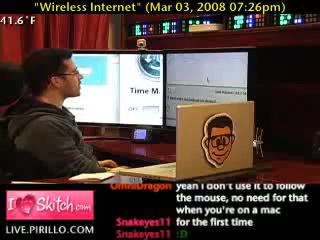 "Wireless Internet" (Mar 03, 2008 07:26pm)
41.6°F
Time M
OmniDragon yeah I don't use it to follow
the mouse, no need for that
when you're on a mac
Snakeyes11 for the first time
Snakeyes11 :D
I Skitch.com
LIVE.PIRILLO.COM